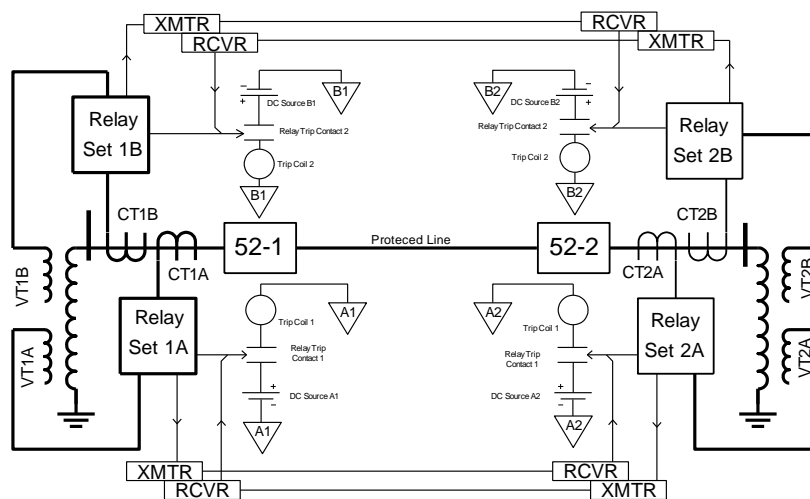 XMTR
RCVR
RCVR
XMTR
B1
B2
DC Source B1
DC Source B2
Relay
Set 1B
Relay Trip Contact 2
Relay Trip Contact 2
Relay
Set 2B
Trip Coil 2
Trip Coil 2
B1
B2
CT1B
CT2B
52-1
Proteced Line
52-2
CT1A
CT2A
VT1B
VT2B
A1
A2
Relay
Set 1A
Trip Coil 1
Trip Coil 1
Relay
Set 2A
VT1A
VT2A
Relay Trip
Contact 1
Relay Trip
Contact 1
DC Source A1
DC Source A2
A1
A2
XMTR
RCVR
RCVR
XMTR